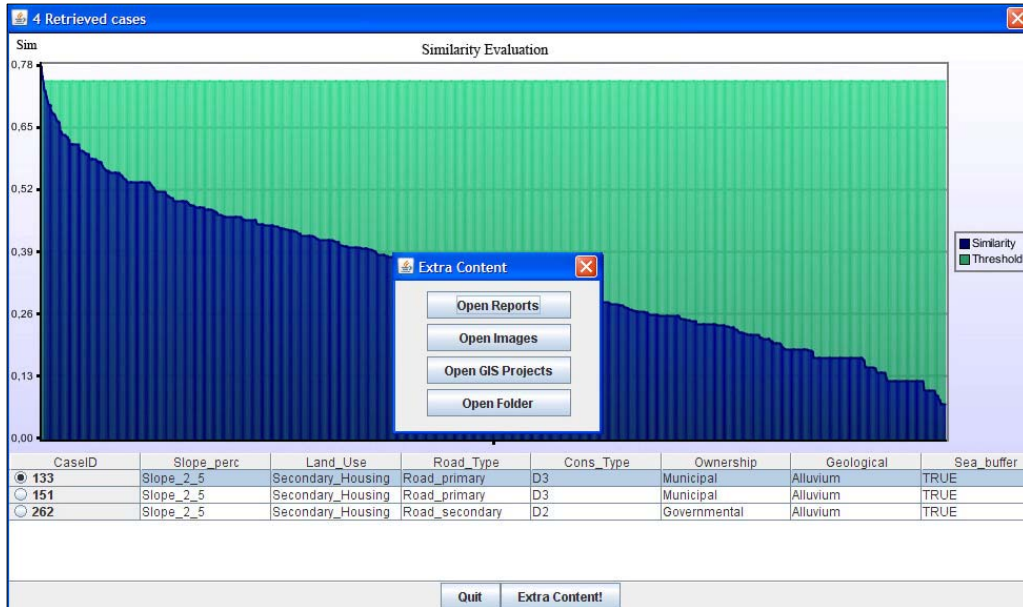 4 Retrieved cases
Sim
Similarity Evaluation
0,78
0,65
0,52
0,39
0,26
0,13
0,00
Similarity
Threshold
Extra Content
Open Reports
Open Images
Open GIS Projects
Open Folder
CaseID Slope_perc Land_Use Road_Type Cons_Type Ownership Geological Sea_buffer
133 Slope_2_5 Secondary_Housing Road_primary D3 Municipal Alluvium TRUE
151 Slope_2_5 Secondary_Housing Road_primary D3 Municipal Alluvium TRUE
262 Slope_2_5 Secondary_Housing Road_secondary D2 Governmental Alluvium TRUE
Quit Extra Content!